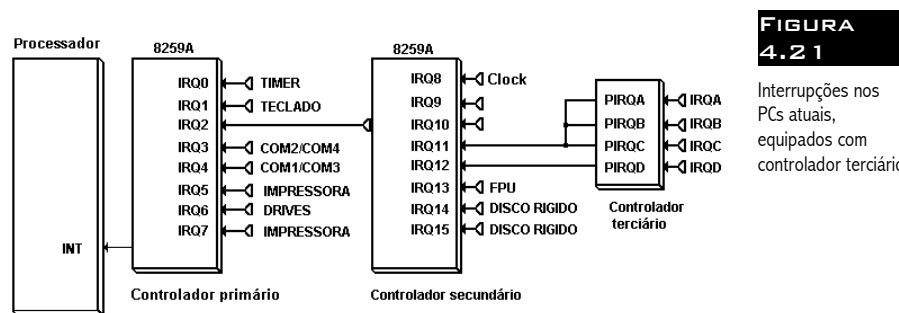 Processador
INT
8259A
IRQ0 TIMER
IRQ1 TECLADO
IRQ2
IRQ3 COM2/COM4
IRQ4 COM1/COM3
IRQ5 IMPRESSORA
IRQ6 DRIVES
IRQ7 IMPRESSORA
Controlador primário
8259A
IRQ8 Clock
IRQ9
IRQ10
IRQ11
IRQ12
IRQ13 FPU
IRQ14 DISCO RIGIDO
IRQ15 DISCO RIGIDO
Controlador secundário
PIRQA IRQA
PIRQB IRQB
PIRQC IRQC
PIRQD IRQD
Controlador
terciário
FIGURA
4.21
Interrupções nos
PCs atuais,
equipados com
controlador